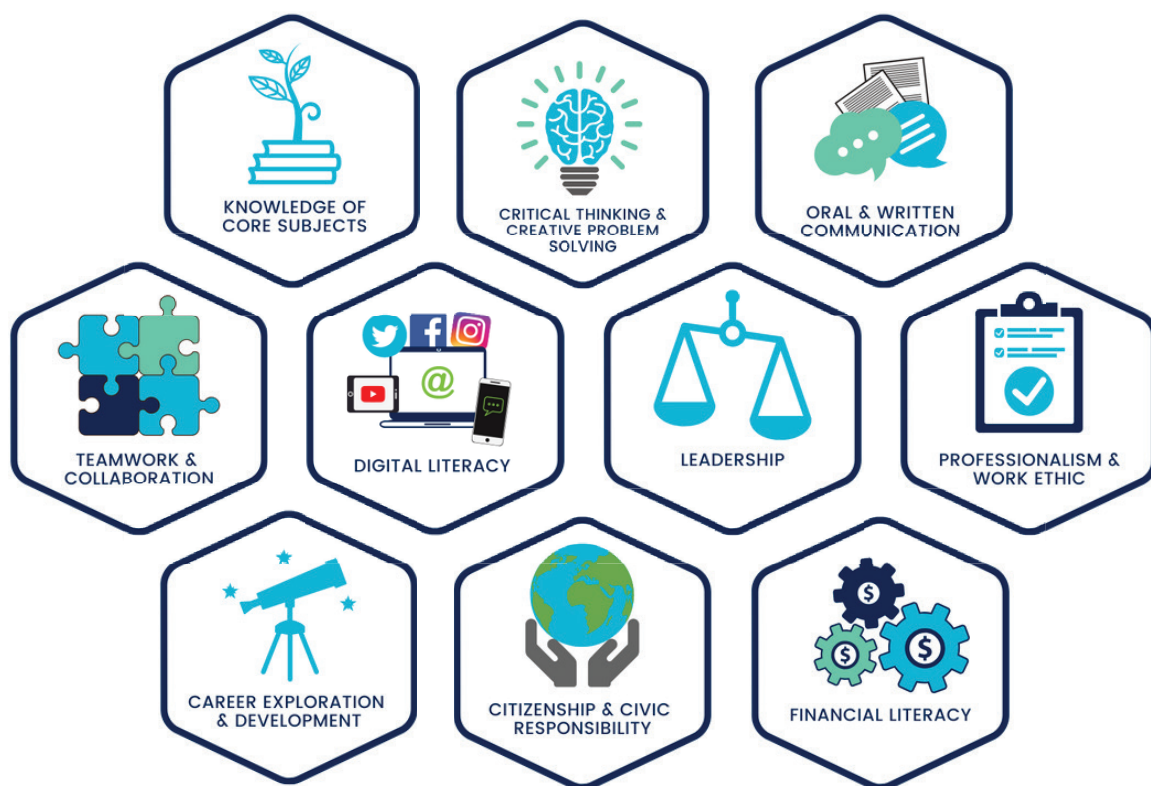 KNOWLEDGE OF
CORE SUBJECTS
CRITICAL THINKING &
CREATIVE PROBLEM
SOLVING
ORAL & WRITTEN
COMMUNICATION
TEAMWORK &
COLLABORATION
@
DIGITAL LITERACY
LEADERSHIP
PROFESSIONALISM &
WORK ETHIC
CAREER EXPLORATION
& DEVELOPMENT
CITIZENSHIP & CIVIC
RESPONSIBILITY
$
$
$
FINANCIAL LITERACY